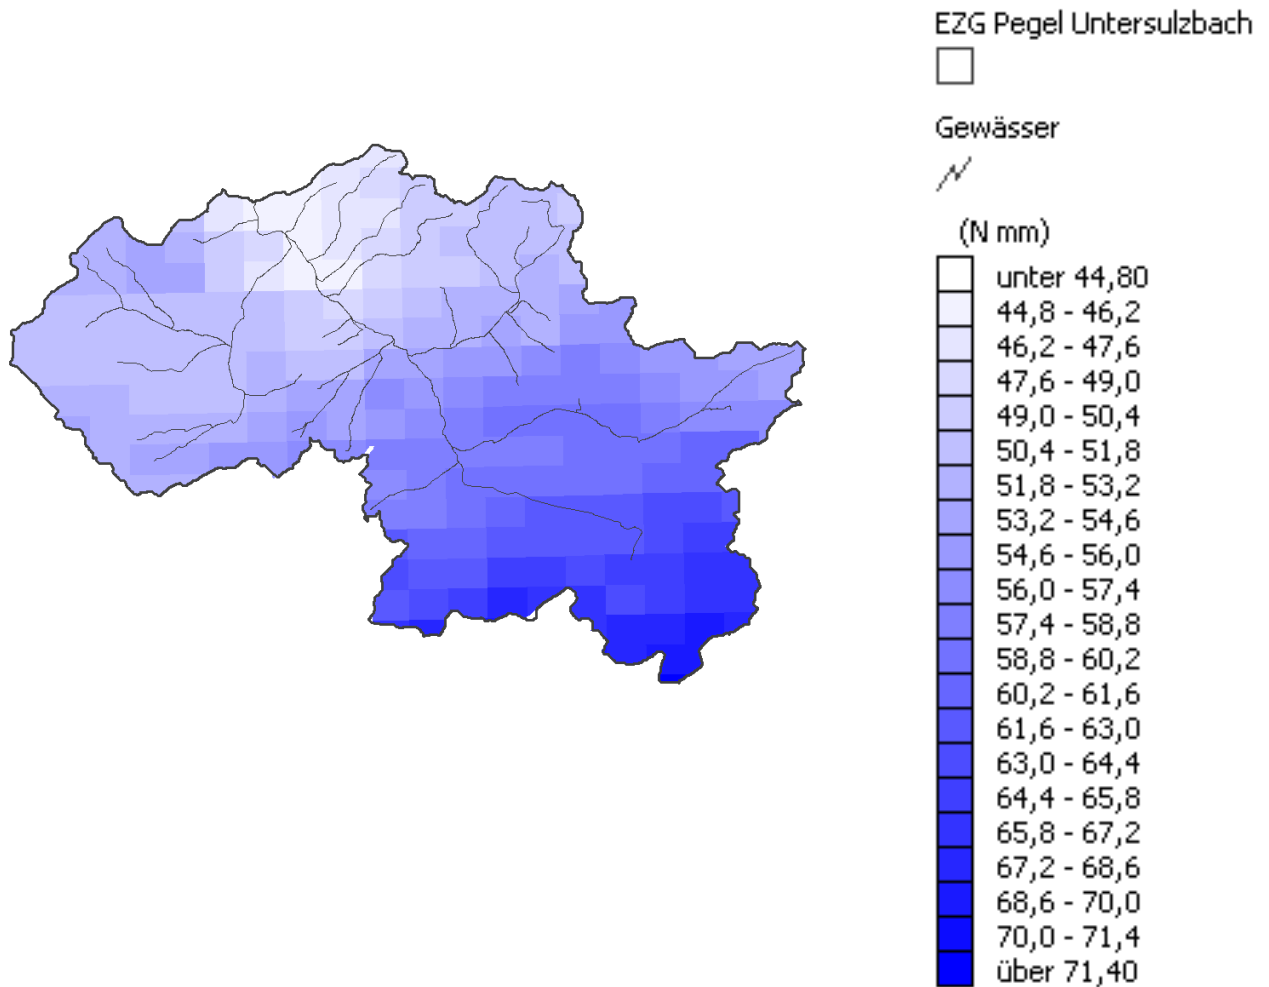 EZG Pegel Untersulzbach
Gewässer
(N mm)
unter 44,80
44,8 - 46,2
46,2 - 47,6
47,6 - 49,0
49,0 - 50,4
50,4 - 51,8
51,8 - 53,2
53,2 - 54,6
54,6 - 56,0
56,0 - 57,4
57,4 - 58,8
58,8 - 60,2
60,2 - 61,6
61,6 - 63,0
63,0 - 64,4
64,4 - 65,8
65,8 - 67,2
67,2 - 68,6
68,6 - 70,0
70,0 - 71,4
über 71,40